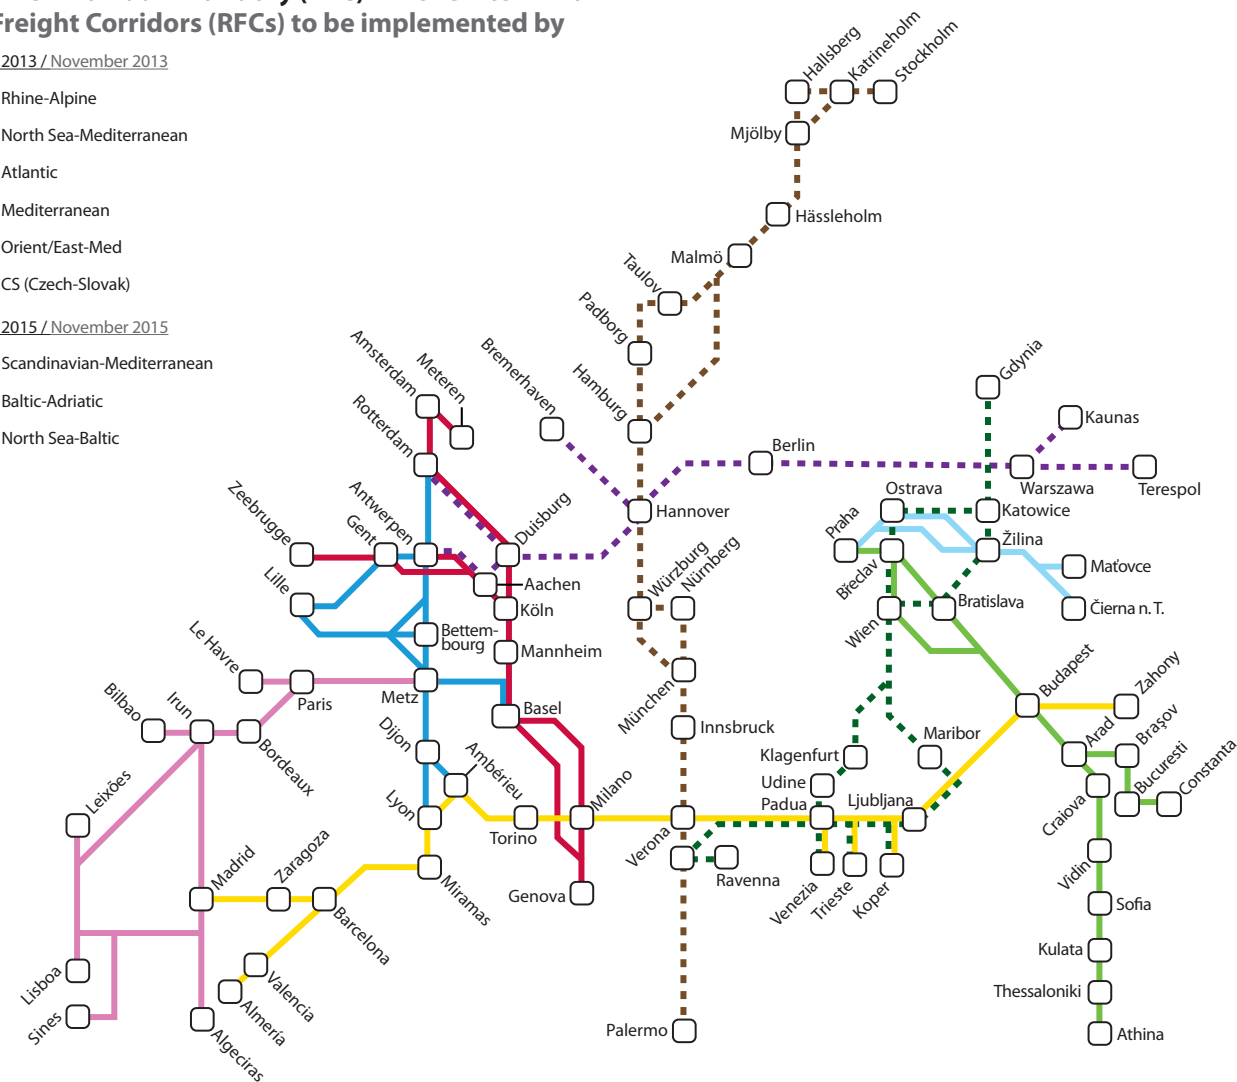 Freight Corridors (RFCs) to be implemented by
2013 / November 2013
Rhine-Alpine
North Sea-Mediterranean
Atlantic
Mediterranean
Orient/East-Med
CS (Czech-Slovak)
2015 / November 2015
Scandinavian-Mediterranean
Baltic-Adriatic
North Sea-Baltic
Hallsberg
Katrineholm
Stockholm
Mjölby
Hässleholm
Malmö
Taulov
Padborg
Hamburg
Bremerhaven
Amsterdam
Meteren
Rotterdam
Gdynia
Kaunas
Berlin
Warszawa
Terespol
Hannover
Ostrava
Katowice
Praha
Žilina
Maťovce
Čierna n. T.
Břeclav
Bratislava
Wien
Zeebrugge
Gent
Antwerpen
Duisburg
Aachen
Lille
Köln
Bettem-
bourg
Mannheim
Würzburg
Nürnberg
München
Innsbruck
Le Havre
Paris
Metz
Basel
Bilbao
Irun
Bordeaux
Dijon
Ambérieu
Lyon
Torino
Milano
Genova
Verona
Ravenna
Klagenfurt
Maribor
Udine
Padua
Ljubljana
Venezia
Trieste
Koper
Budapest
Zahony
Arad
Braşov
Bucuresti
Constanta
Craiova
Vidin
Sofia
Kulata
Thessaloniki
Athina
Leixões
Madrid
Zaragoza
Barcelona
Miramas
Valencia
Almería
Lisboa
Sines
Algeciras
Palermo